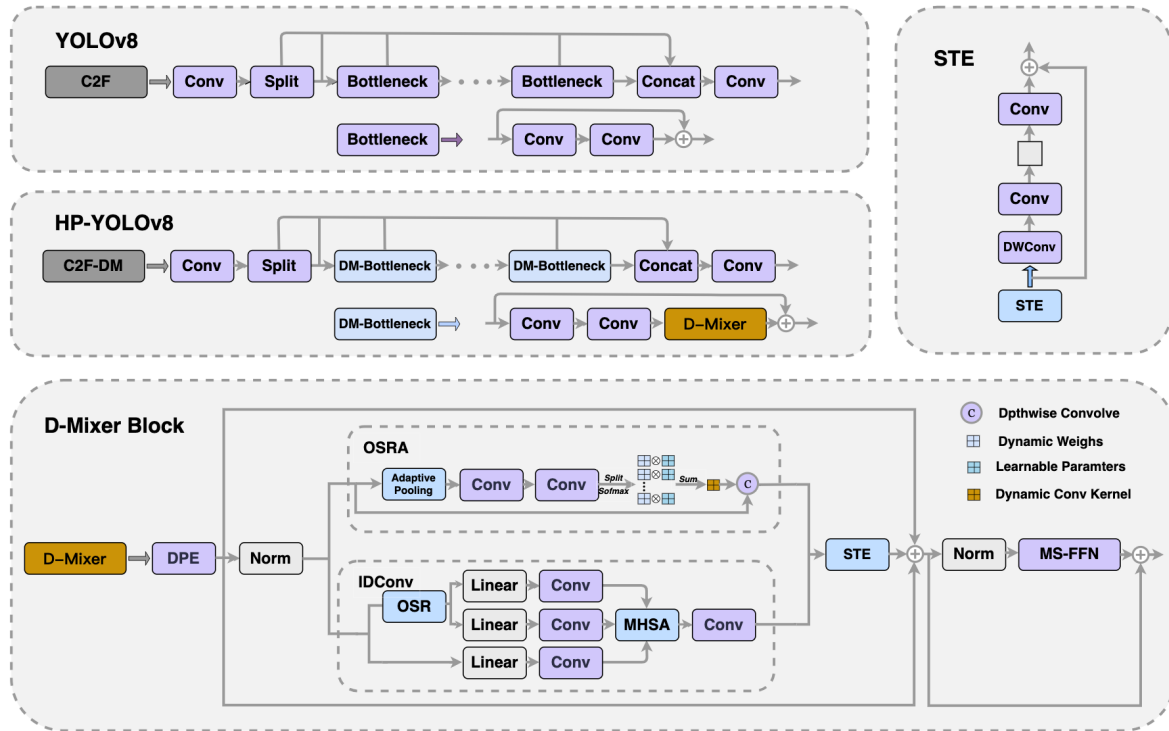 YOLOv8
C2F
Conv
Split
Bottleneck
Bottleneck
Concat
Conv
Bottleneck
Conv
Conv
HP-YOLOv8
C2F-DM
Conv
Split
DM-Bottleneck
DM-Bottleneck
Concat
Conv
DM-Bottleneck
Conv
Conv
D-Mixer
STE
Conv
Conv
DWConv
STE
D-Mixer Block
C
Dpthwise Convolve
Dynamic Weighs
Learnable Paramters
Dynamic Conv Kernel
OSRA
Adaptive
Pooling
Conv
Conv
Split
Sofmax
Sum
C
D-Mixer
DPE
Norm
IDConv
OSR
Linear
Conv
Linear
Conv
MHSA
Conv
Linear
Conv
STE
Norm
MS-FFN